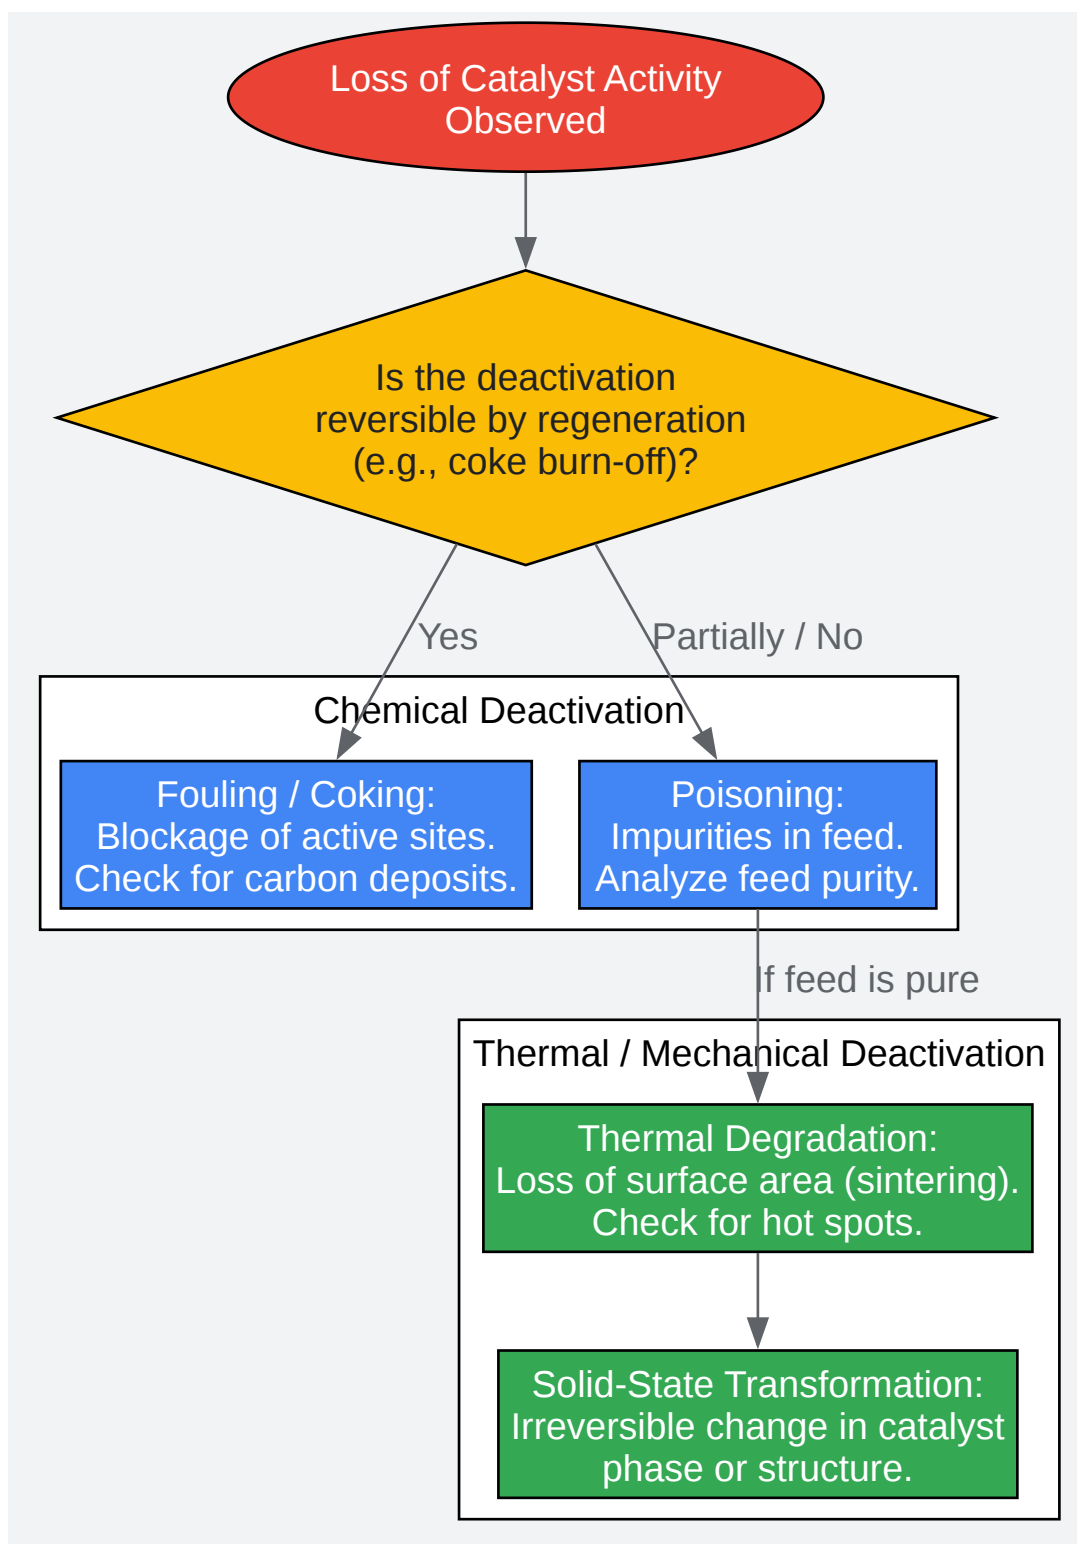 Loss of Catalyst Activity
Observed
Is the deactivation
reversible by regeneration
(e.g., coke burn-off)?
Yes
Partially / No
Chemical Deactivation
Fouling / Coking:
Blockage of active sites.
Check for carbon deposits.
Poisoning:
Impurities in feed.
Analyze feed purity.
If feed is pure
Thermal / Mechanical Deactivation
Thermal Degradation:
Loss of surface area (sintering).
Check for hot spots.
Solid-State Transformation:
Irreversible change in catalyst
phase or structure.